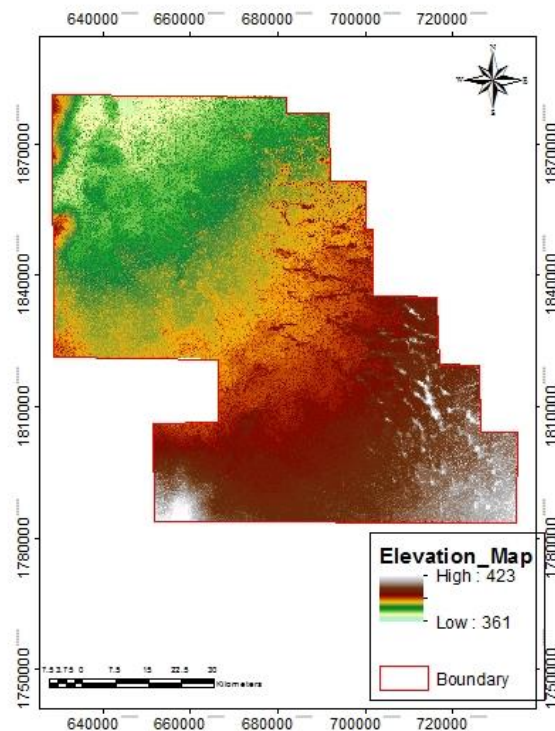 640000 660000 680000 700000 720000
N
W E
S
1870000 1870000
1840000 1840000
1810000 1810000
1780000 1780000
1750000 1750000
Elevation_Map
High : 423
Low : 361
Boundary
7.5 3.75 0 7.5 15 22.5 30
Kilometers
640000 660000 680000 700000 720000